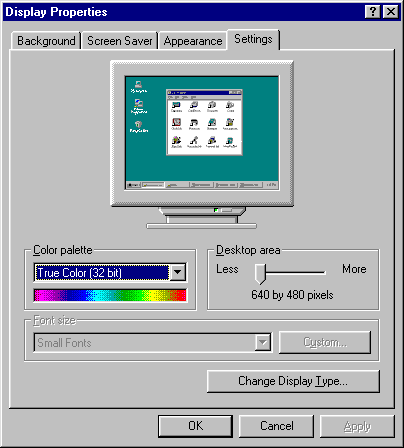 Display Properties
Background Screen Saver Appearance Settings
Color palette
True Color (32 bit)
Desktop area
Less More
640 by 480 pixels
Font size
Small Fonts
Custom...
Change Display Type...
OK Cancel Apply